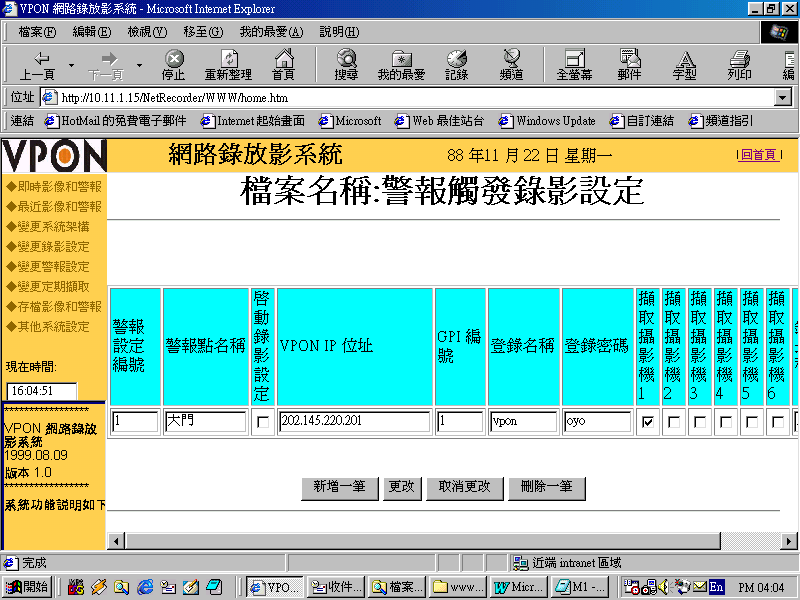 VPON 網路錄放影系統 - Microsoft Internet Explorer
檔案(F) 編輯(E) 檢視(V) 移至(G) 我的最愛(A) 說明(H)
上一頁 下一頁 停止 重新整理 首頁 搜尋 我的最愛 記錄 頻道 全螢幕 郵件 字型 列印 編
位址 http://10.11.1.15/NetRecorder/WWW/home.htm
連結 HotMail 的免費電子郵件 Internet 起始畫面 Microsoft Web 最佳站台 Windows Update 自訂連結 頻道指引
VPON 網路錄放影系統 88 年11 月 22 日 星期一 | 回首頁 |
◆即時影像和警報
◆最近影像和警報
◆變更系統架構
◆變更錄影設定
◆變更警報設定
◆變更定期擷取
◆存檔影像和警報
◆其他系統設定
現在時間:
16:04:51
******************
VPON 網路錄放
影系統
1999.08.09
版本 1.0
******************
系統功能說明如下
檔案名稱:警報觸發錄影設定
警報設定編號 警報點名稱 啓動錄影設定 VPON IP 位址 GPI 編號 登錄名稱 登錄密碼 擷取攝影機1 擷取攝影機2 擷取攝影機3 擷取攝影機4 擷取攝影機5 擷取攝影機6
1 大門 202.145.220.201 1 vpon oyo
新增一筆 更改 取消更改 刪除一筆
完成 近端 intranet 區域
開始 VPO... 收件... 檔案... www... Micr... M1 -... En PM 04:04